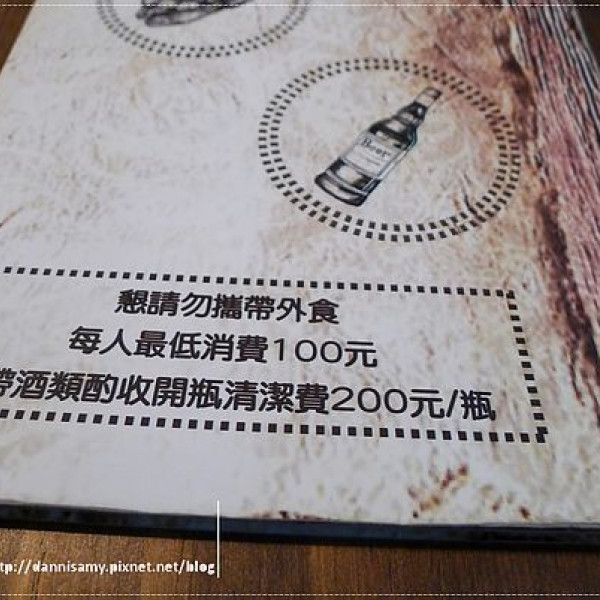 Beer
懇請勿攜帶外食
每人最低消費100元
帶酒類酌收開瓶清潔費200元/瓶
tp://dannisamy.pixnet.net/blog